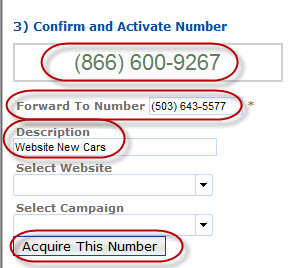 3) Confirm and Activate Number
(866) 600-9267
Forward To Number (503) 643-5577 *
Description
Website New Cars
Select Website
Select Campaign
Acquire This Number